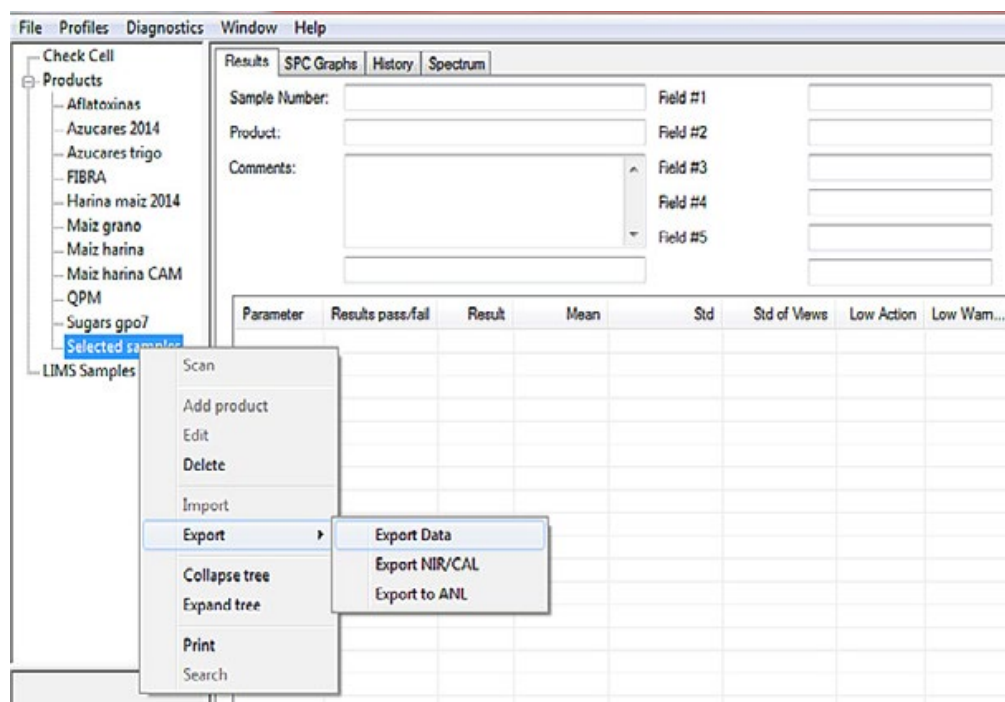 File Profiles Diagnostics Window Help
Check Cell
Products
Aflatoxinas
Azucares 2014
Azucares trigo
FIBRA
Harina maiz 2014
Maiz grano
Maiz harina
Maiz harina CAM
QPM
Sugars gpo7
Selected samples
LIMS Samples
Results SPC Graphs History Spectrum
Sample Number: Field #1
Product: Field #2
Comments: Field #3
Field #4
Field #5
Parameter Results pass/fail Result Mean Std Std of Views Low Action Low Warn...
Scan
Add product
Edit
Delete
Import
Export
Collapse tree
Expand tree
Print
Search
Export Data
Export NIR/CAL
Export to ANL